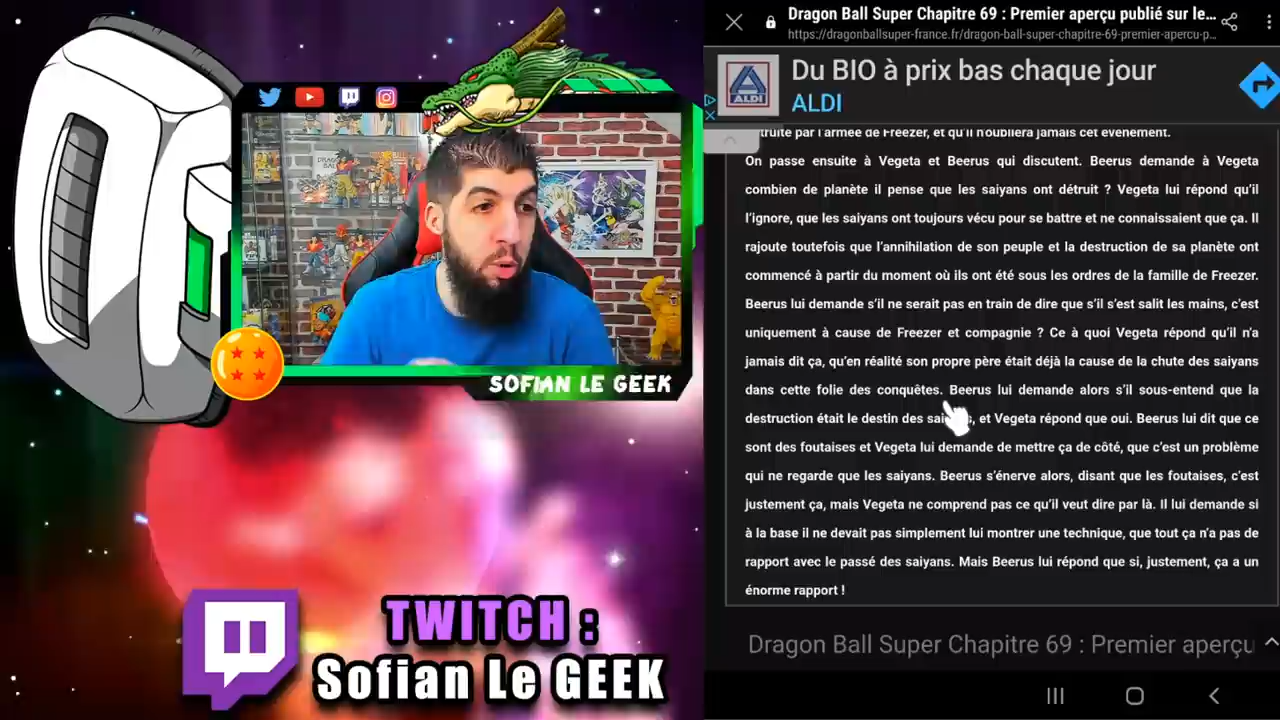 Dragon Ball Super Chapitre 69 : Premier aperçu publié sur le...
https://dragonballsuper-france.fr/dragon-ball-super-chapitre-69-premier-apercu-p...
Du BIO à prix bas chaque jour
ALDI
ALDI
par l'armée de Freezer, et qu'il n'oubliera jamais cet évènement.
On passe ensuite à Vegeta et Beerus qui discutent. Beerus demande à Vegeta
combien de planète il pense que les saiyans ont détruit ? Vegeta lui répond qu'il
l'ignore, que les saiyans ont toujours vécu pour se battre et ne connaissaient que ça. Il
rajoute toutefois que l'annihilation de son peuple et la destruction de sa planète ont
commencé à partir du moment où ils ont été sous les ordres de la famille de Freezer.
Beerus lui demande s'il ne serait pas en train de dire que s'il s'est salit les mains, c'est
uniquement à cause de Freezer et compagnie ? Ce à quoi Vegeta répond qu'il n'a
jamais dit ça, qu'en réalité son propre père était déjà la cause de la chute des saiyans
dans cette folie des conquêtes. Beerus lui demande alors s'il sous-entend que la
destruction était le destin des et Vegeta répond que oui. Beerus lui dit que ce
sont des foutaises et Vegeta lui demande de mettre ça de côté, que c'est un problème
qui ne regarde que les saiyans. Beerus s'énerve alors, disant que les foutaises, c'est
justement ça, mais Vegeta ne comprend pas ce qu'il veut dire par là. Il lui demande si
à la base il ne devait pas simplement lui montrer une technique, que tout ça n'a pas de
rapport avec le passé des saiyans. Mais Beerus lui répond que si, justement, ça a un
énorme rapport !
Dragon Ball Super Chapitre 69 : Premier aperçu
SOFIAN LE GEEK
TWITCH :
Sofian Le GEEK